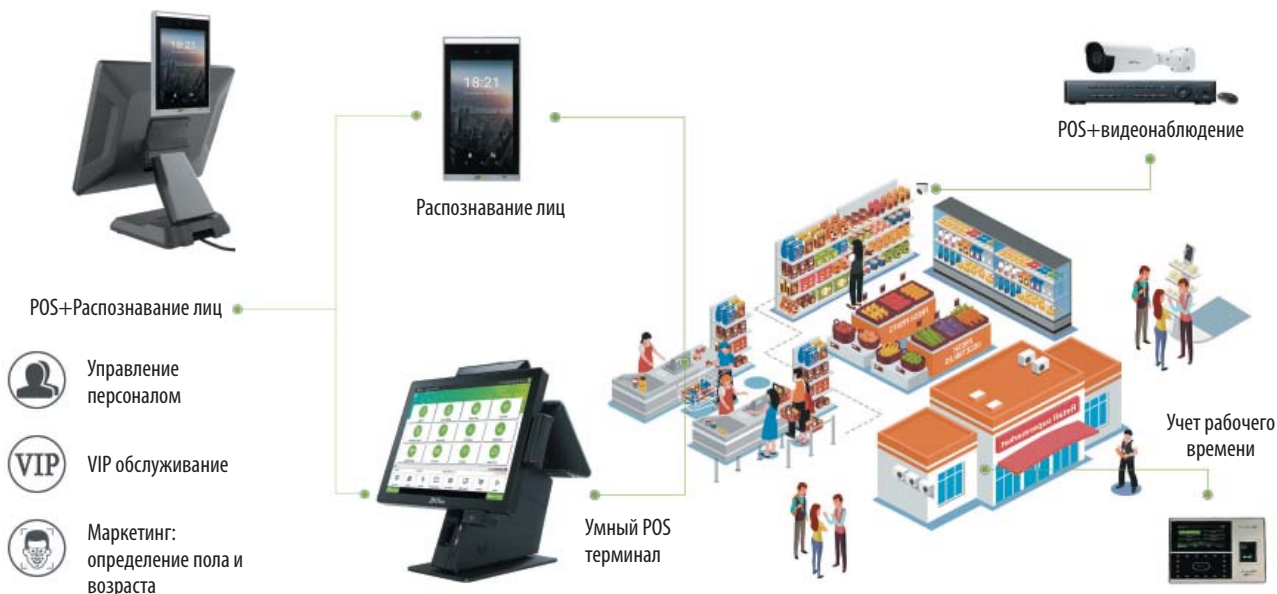 18:21
18:21
POS+видеонаблюдение
Распознавание лиц
POS+Распознавание лиц
Управление
персоналом
VIP
VIP обслуживание
Маркетинг:
определение пола и
возраста
Умный POS
терминал
Учет рабочего
времени